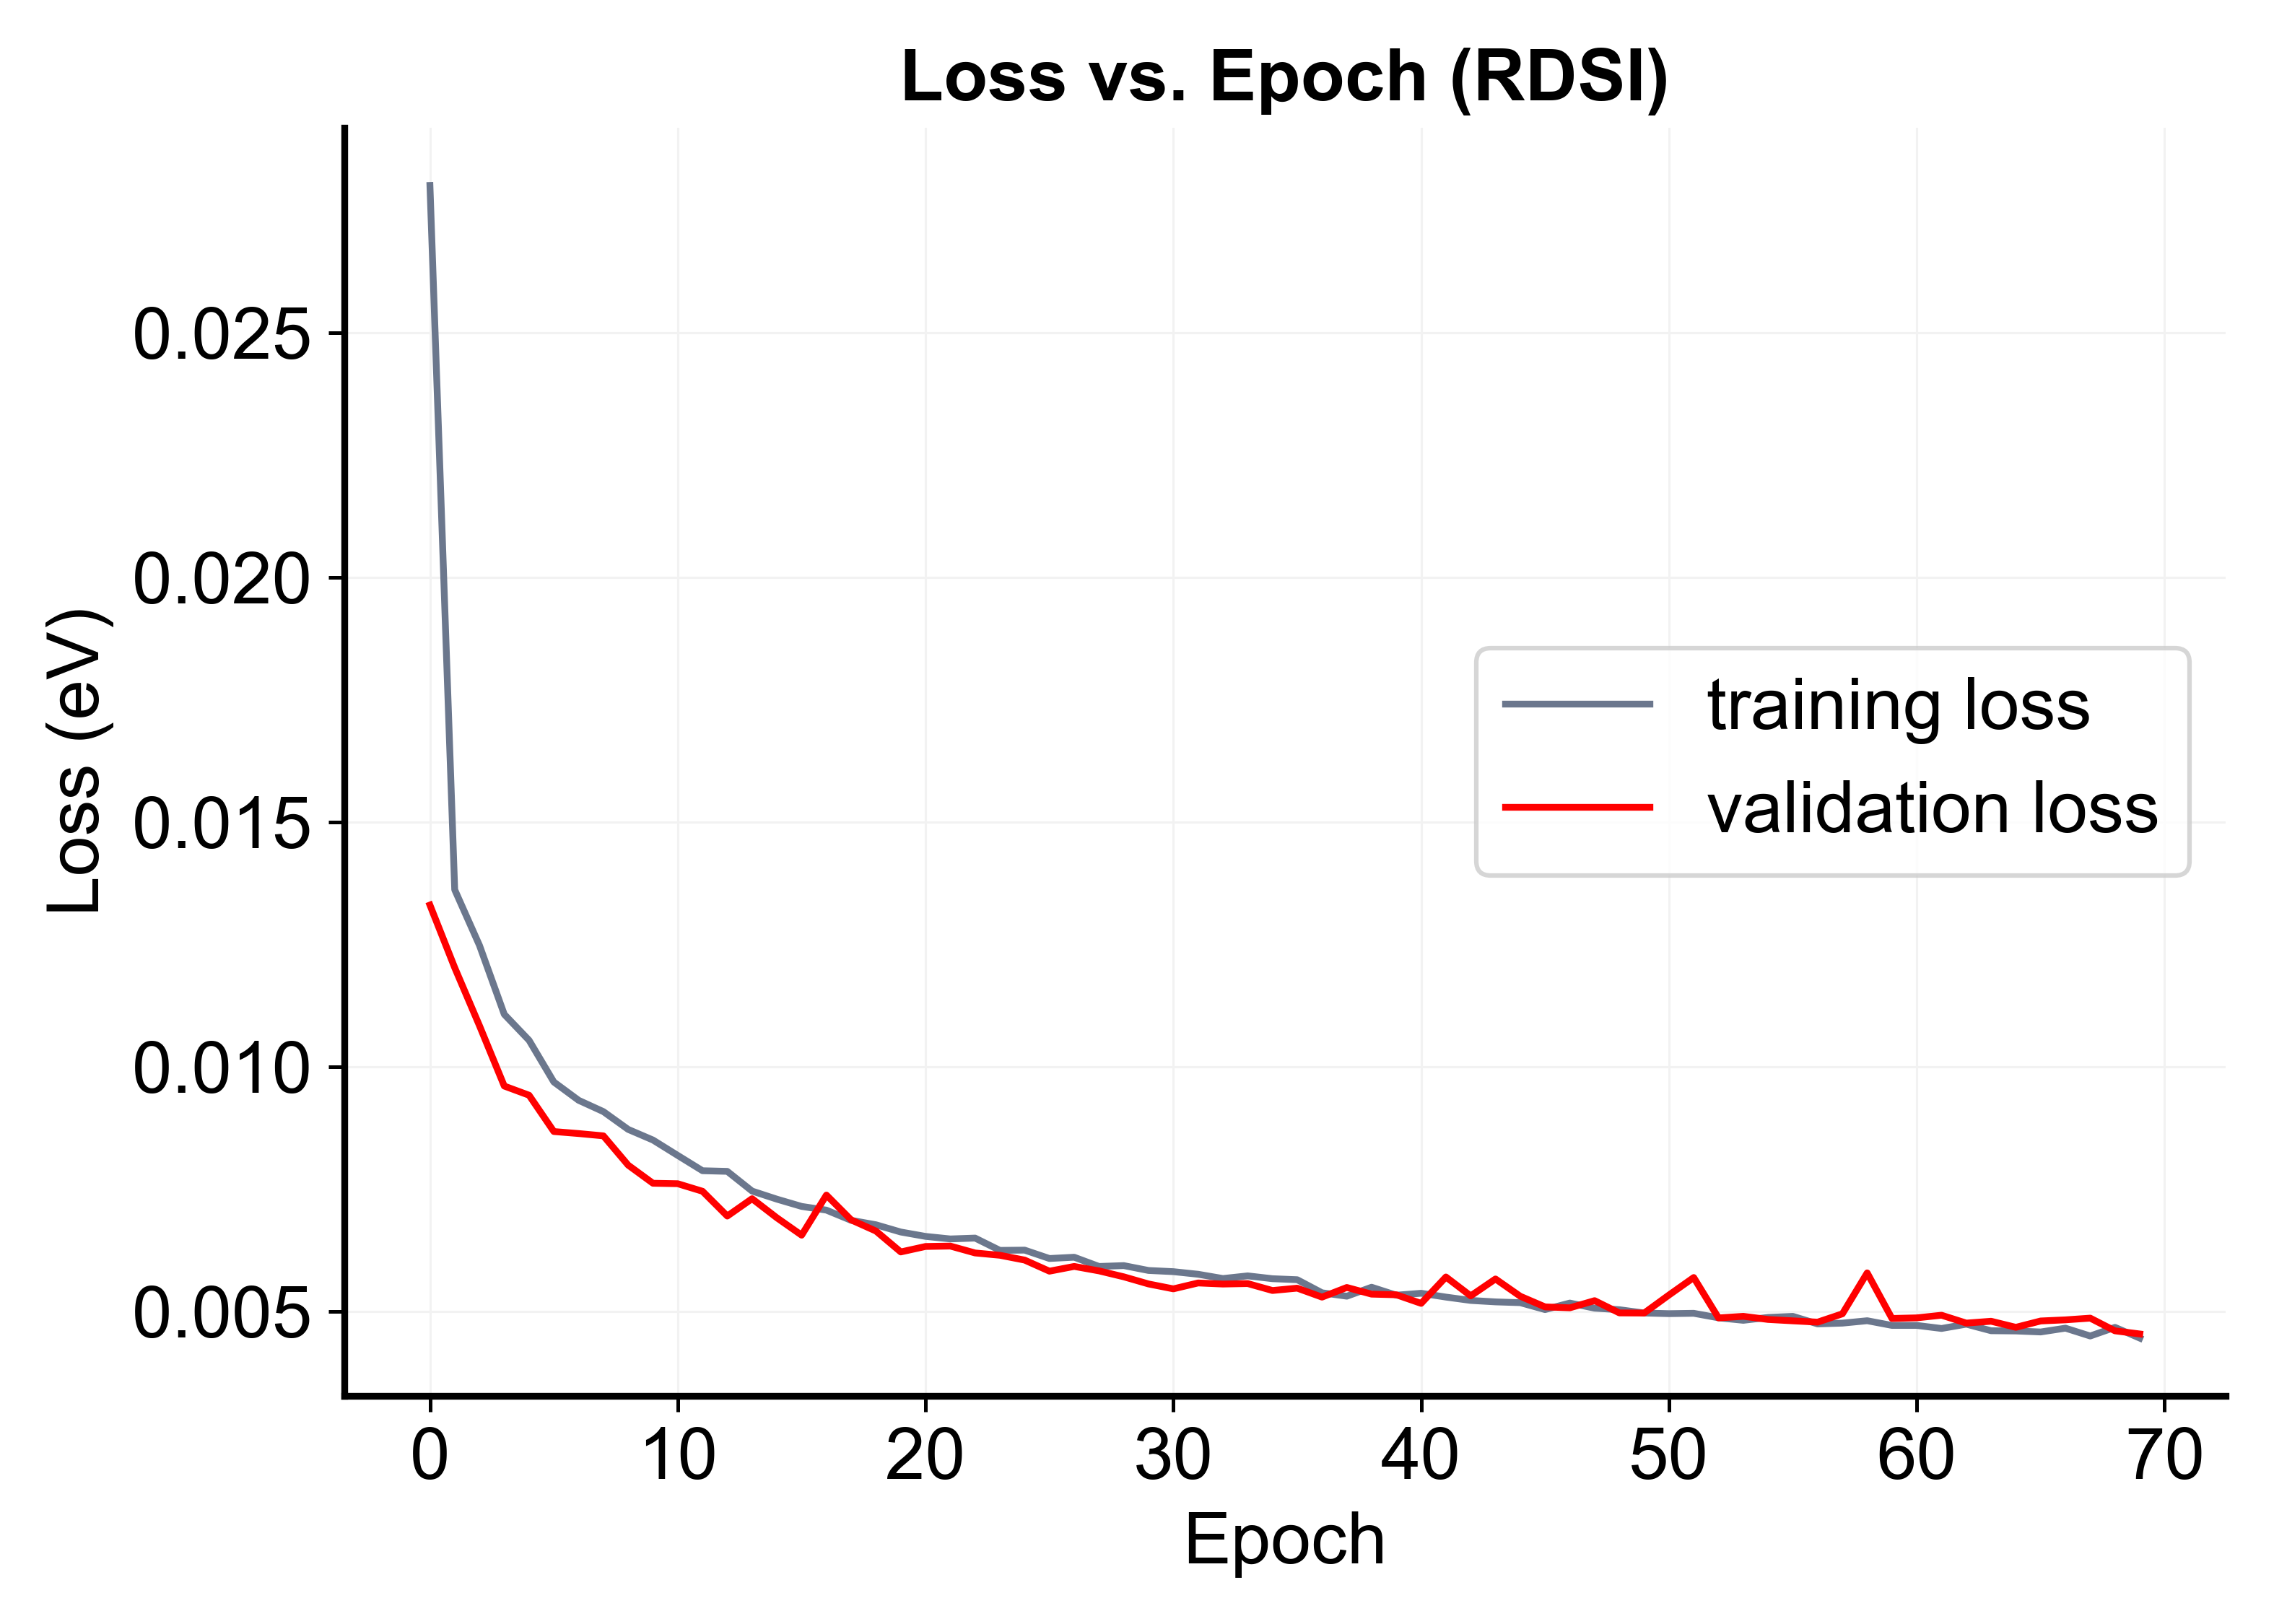 Loss vs. Epoch (RDSI)
Loss (eV)
0.025
0.020
0.015
0.010
0.005
training loss
validation loss
0 10 20 30 40 50 60 70
Epoch